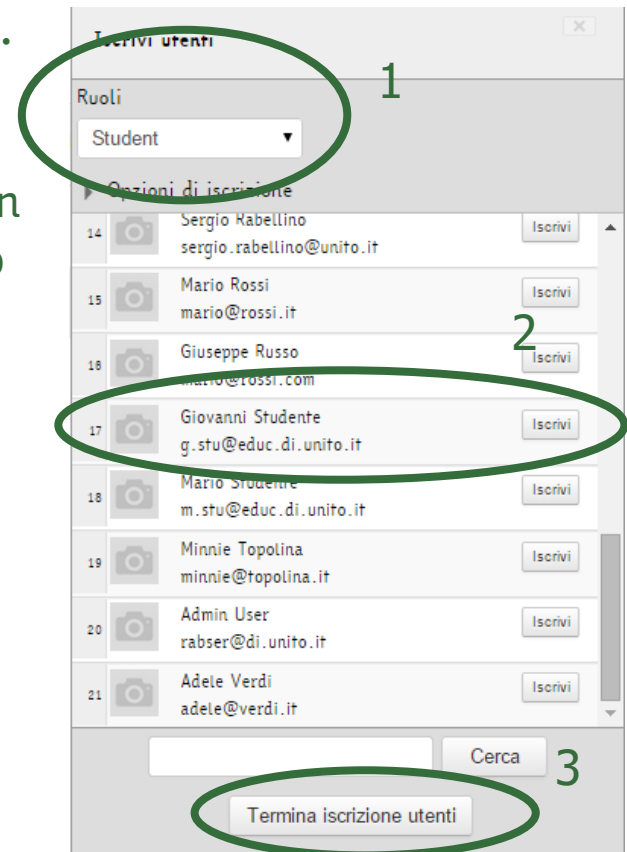 .
Iscrivi utenti
1
Ruoli
Student
Opzioni di iscrizione
n
o
14 Sergio Rabellino Iscrivi
sergio.rabellino@unito.it
15 Mario Rossi Iscrivi
mario@rossi.it
2
16 Giuseppe Russo Iscrivi
mario@rossi.com
17 Giovanni Studente Iscrivi
g.stu@educ.di.unito.it
18 Mario Studente Iscrivi
m.stu@educ.di.unito.it
19 Minnie Topolina Iscrivi
minnie@topolina.it
20 Admin User Iscrivi
rabser@di.unito.it
21 Adele Verdi Iscrivi
adele@verdi.it
Cerca
3
Termina iscrizione utenti